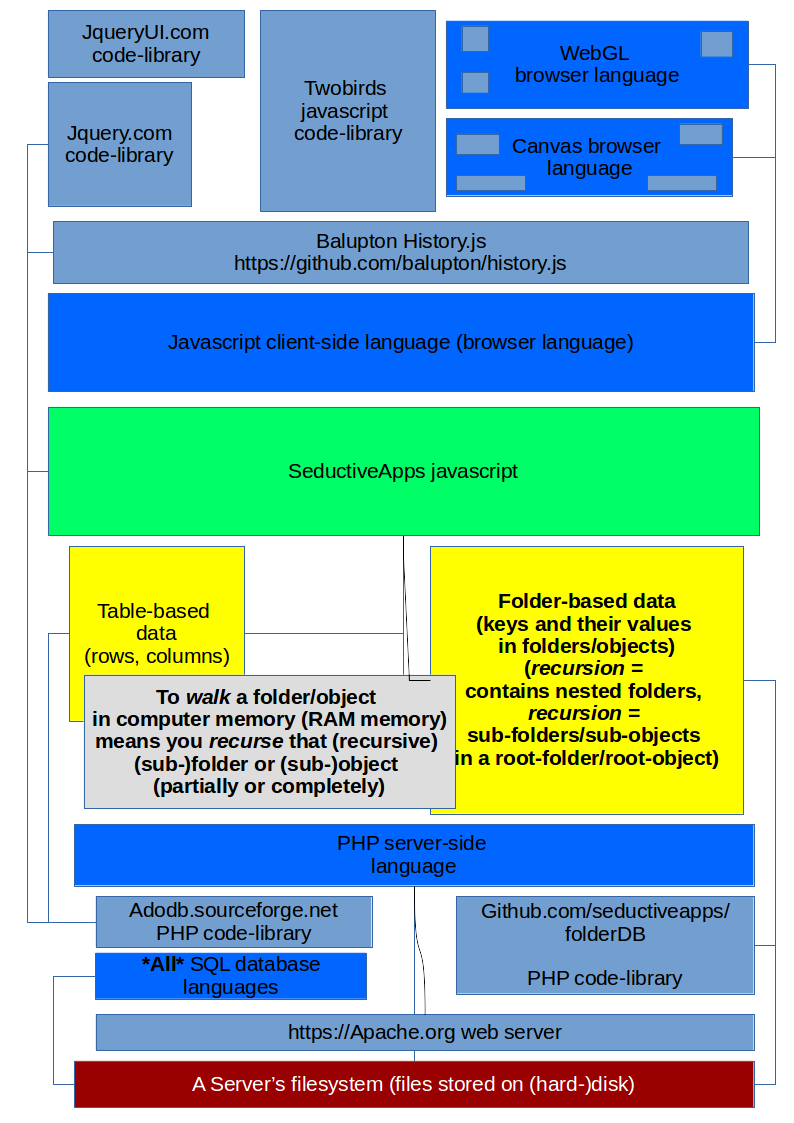 JqueryUI.com
code-library
Jquery.com
code-library
Twobirds
javascript
code-library
WebGL
browser language
Canvas browser
language
Balupton History.js
https://github.com/balupton/history.js
Javascript client-side language (browser language)
SeductiveApps javascript
Table-based
data
(rows, columns)
Folder-based data
(keys and their values
in folders/objects)
(recursion =
contains nested folders,
recursion =
sub-folders/sub-objects
in a root-folder/root-object)
To walk a folder/object
in computer memory (RAM memory)
means you recurse that (recursive)
(sub-)folder or (sub-)object
(partially or completely)
PHP server-side
language
Adodb.sourceforge.net
PHP code-library
*All* SQL database
languages
Github.com/seductiveapps/
folderDB
PHP code-library
https://Apache.org web server
A Server's filesystem (files stored on (hard-)disk)